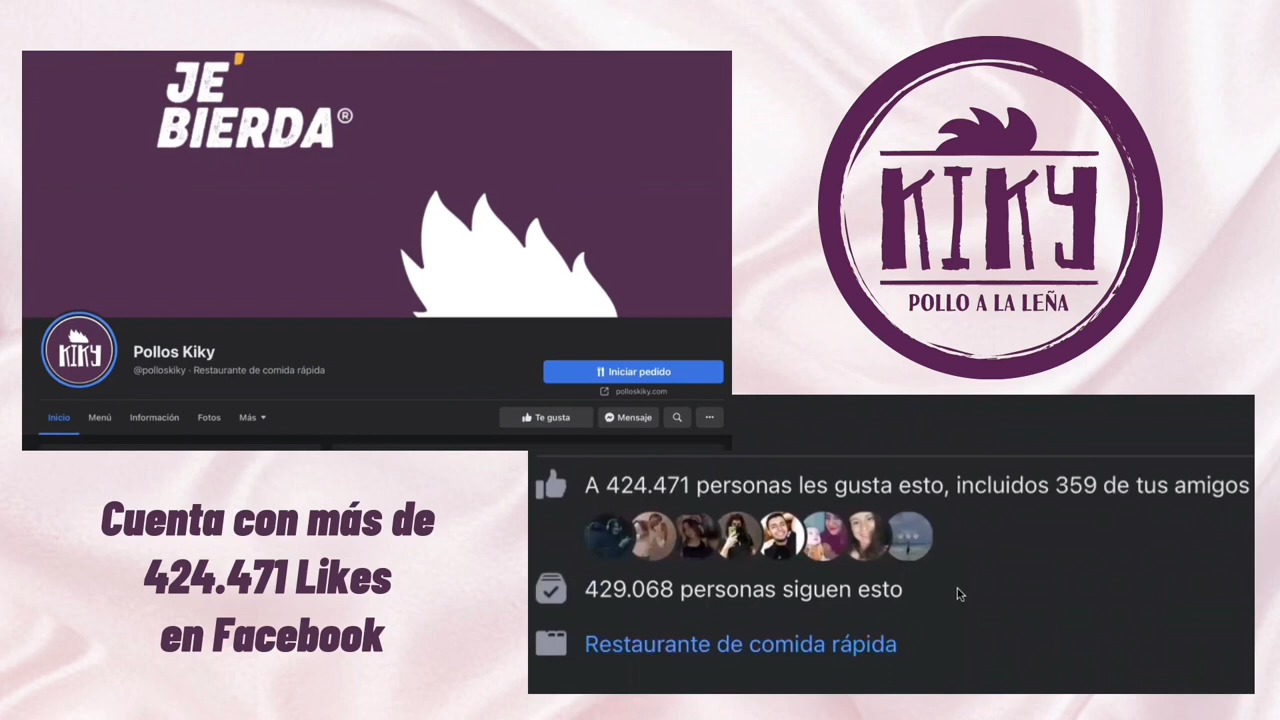 JE'
BIERDA®
KIKY
Pollos Kiky
@polloskiky · Restaurante de comida rápida
Iniciar pedido
polloskiky.com
Inicio
Menú
Información
Fotos
Más
Te gusta
Mensaje
KIKY
POLLO A LA LEÑA
Cuenta con más de
424.471 Likes
en Facebook
A 424.471 personas les gusta esto, incluidos 359 de tus amigos
429.068 personas siguen esto
Restaurante de comida rápida